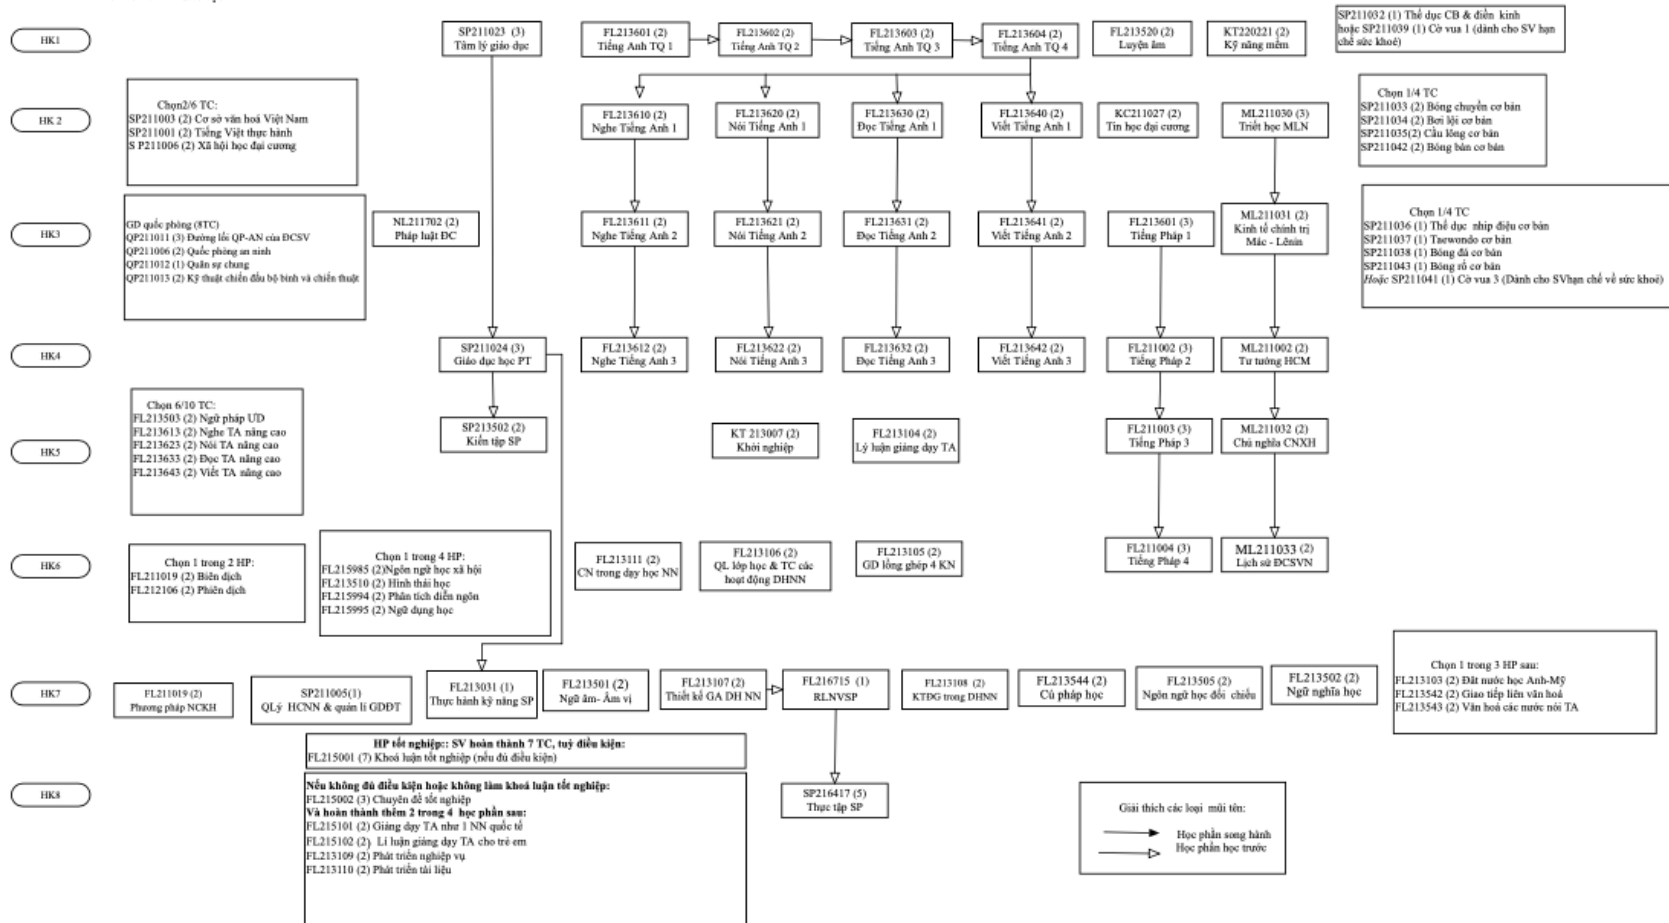 HK1
SP211023 (3)
Tâm lý giáo dục
FL213601 (2)
Tiếng Anh TQ 1
FL213602 (2)
Tiếng Anh TQ 2
FL213603 (2)
Tiếng Anh TQ 3
FL213604 (2)
Tiếng Anh TQ 4
FL213520 (2)
Luyện âm
KT220221 (2)
Kỹ năng mềm
SP211032 (1) Thể dục CB & điền kinh
hoặc SP211039 (1) Cờ vua 1 (dành cho SV hạn
chế sức khoẻ)
HK 2
Chọn2/6 TC:
SP211003 (2) Cơ sở văn hoá Việt Nam
SP211001 (2) Tiếng Việt thực hành
S P211006 (2) Xã hội học đại cương
FL213610 (2)
Nghe Tiếng Anh 1
FL213620 (2)
Nói Tiếng Anh 1
FL213630 (2)
Đọc Tiếng Anh 1
FL213640 (2)
Viết Tiếng Anh 1
KC211027 (2)
Tin học đại cương
ML211030 (3)
Triết học MLN
Chọn 1/4 TC
SP211033 (2) Bóng chuyền cơ bản
SP211034 (2) Bơi lội cơ bản
SP211035(2) Cầu lông cơ bản
SP211042 (2) Bóng bàn cơ bản
HK3
GD quốc phòng (8TC)
QP211011 (3) Đường lối QP-AN của ĐCSV
QP211006 (2) Quốc phòng an ninh
QP211012 (1) Quân sự chung
QP211013 (2) Kỹ thuật chiến đấu bộ binh và chiến thuật
NL211702 (2)
Pháp luật ĐC
FL213611 (2)
Nghe Tiếng Anh 2
FL213621 (2)
Nói Tiếng Anh 2
FL213631 (2)
Đọc Tiếng Anh 2
FL213641 (2)
Viết Tiếng Anh 2
FL213601 (3)
Tiếng Pháp 1
ML211031 (2)
Kinh tế chính trị
Mác - Lênin
Chọn 1/4 TC
SP211036 (1) Thể dục nhịp điệu cơ bản
SP211037 (1) Taewondo cơ bản
SP211038 (1) Bóng đá cơ bản
SP211043 (1) Bóng rổ cơ bản
Hoặc SP211041 (1) Cờ vua 3 (Dành cho SVhạn chế về sức khoẻ)
HK4
SP211024 (3)
Giáo dục học PT
FL213612 (2)
Nghe Tiếng Anh 3
FL213622 (2)
Nói Tiếng Anh 3
FL213632 (2)
Đọc Tiếng Anh 3
FL213642 (2)
Viết Tiếng Anh 3
FL211002 (3)
Tiếng Pháp 2
ML211002 (2)
Tư tưởng HCM
HK5
Chọn 6/10 TC:
FL213503 (2) Ngữ pháp UD
FL213613 (2) Nghe TA nâng cao
FL213623 (2) Nói TA nâng cao
FL213633 (2) Đọc TA nâng cao
FL213643 (2) Viết TA nâng cao
SP213502 (2)
Kiến tập SP
KT 213007 (2)
Khởi nghiệp
FL213104 (2)
Lý luận giảng dạy TA
FL211003 (3)
Tiếng Pháp 3
ML211032 (2)
Chủ nghĩa CNXH
HK6
Chọn 1 trong 2 HP:
FL211019 (2) Biên dịch
FL212106 (2) Phiên dịch
Chọn 1 trong 4 HP:
FL215985 (2)Ngôn ngữ học xã hội
FL213510 (2) Hình thái học
FL215994 (2) Phân tích diễn ngôn
FL215995 (2) Ngữ dụng học
FL213111 (2)
CN trong dạy học NN
FL213106 (2)
QL lớp học & TC các
hoạt động DHNN
FL213105 (2)
GD lồng ghép 4 KN
FL211004 (3)
Tiếng Pháp 4
ML211033 (2)
Lịch sử ĐCSVN
HK7
FL211019 (2)
Phương pháp NCKH
SP211005(1)
QLý HCNN & quản lí GDĐT
FL213031 (1)
Thực hành kỹ năng SP
FL213501 (2)
Ngữ âm- Âm vị
FL213107 (2)
Thiết kế GA DH NN
FL216715 (1)
RLNVSP
FL213108 (2)
KTĐG trong DHNN
FL213544 (2)
Cú pháp học
FL213505 (2)
Ngôn ngữ học đối chiếu
FL213502 (2)
Ngữ nghĩa học
Chọn 1 trong 3 HP sau:
FL213103 (2) Đất nước học Anh-Mỹ
FL213542 (2) Giao tiếp liên văn hoá
FL213543 (2) Văn hoá các nước nói TA
HP tốt nghiệp:: SV hoàn thành 7 TC, tuỳ điều kiện:
FL215001 (7) Khoá luận tốt nghiệp (nếu đủ điều kiện)
HK8
Nếu không đủ điều kiện hoặc không làm khoá luận tốt nghiệp:
FL215002 (3) Chuyên đề tốt nghiệp
Và hoàn thành thêm 2 trong 4 học phần sau:
FL215101 (2) Giảng dạy TA như 1 NN quốc tế
FL215102 (2) Lí luận giảng dạy TA cho trẻ em
FL213109 (2) Phát triển nghiệp vụ
FL213110 (2) Phát triển tài liệu
SP216417 (5)
Thực tập SP
Giải thích các loại mũi tên:
Học phần song hành
Học phần học trước